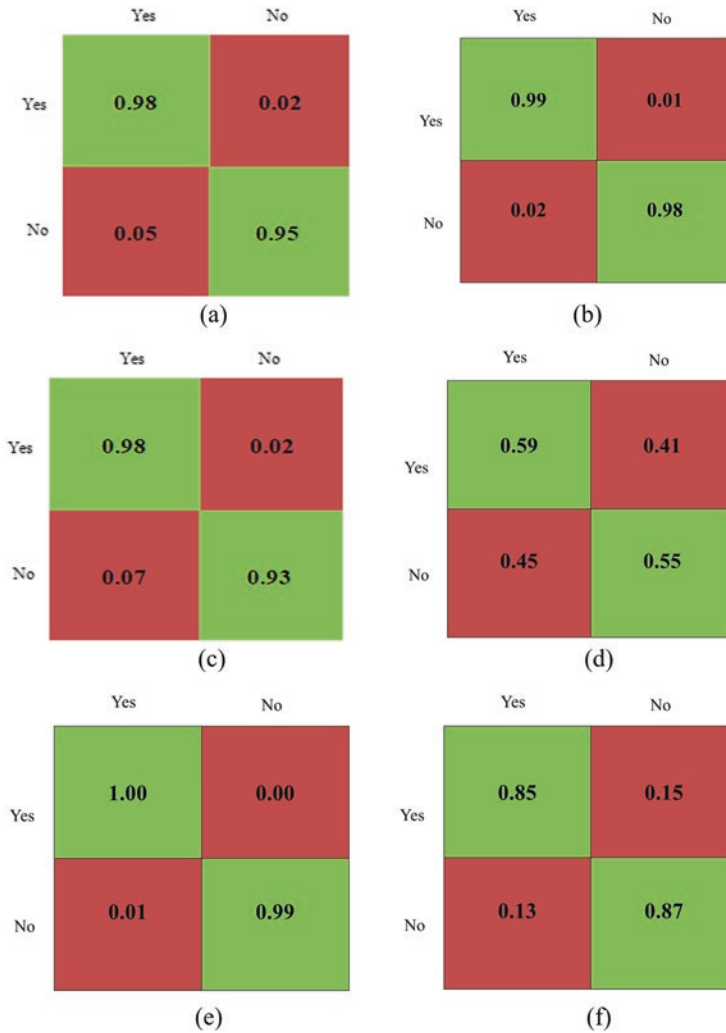 Yes No
Yes 0.98 0.02
No 0.05 0.95
(a)
Yes No
Yes 0.99 0.01
No 0.02 0.98
(b)
Yes No
Yes 0.98 0.02
No 0.07 0.93
(c)
Yes No
Yes 0.59 0.41
No 0.45 0.55
(d)
Yes No
Yes 1.00 0.00
No 0.01 0.99
(e)
Yes No
Yes 0.85 0.15
No 0.13 0.87
(f)